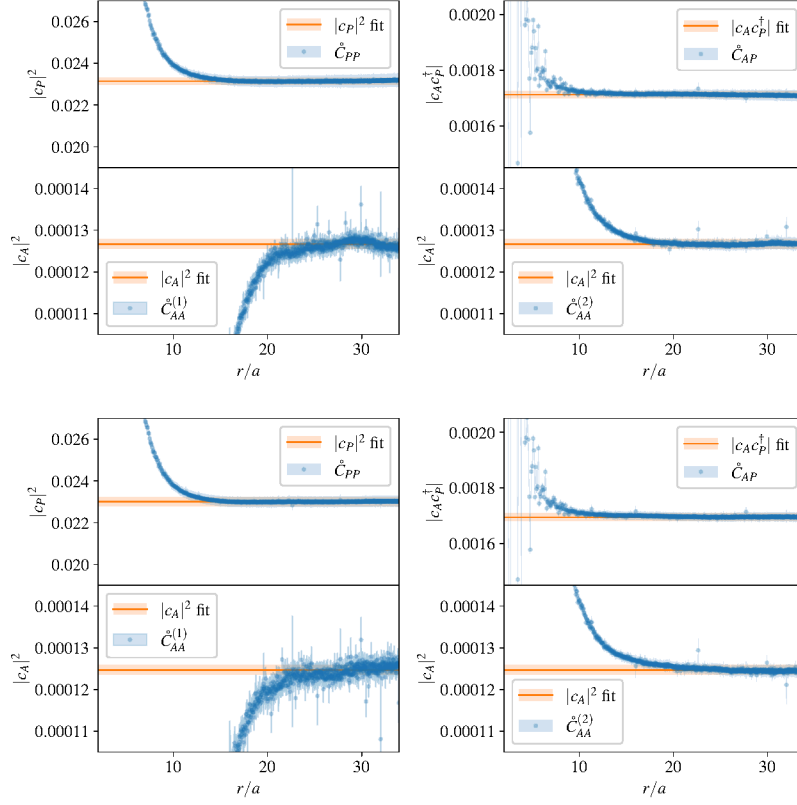 0.026
0.023
0.022
0.020
|c_P|^2
|c_P|^2 fit
C̊_PP
0.00014
0.00013
0.00012
0.00011
|c_A|^2
|c_A|^2 fit
C̊_AA^(1)
10 20 30
r/a
0.0020
0.0018
0.0016
|c_A c_P^†|
|c_A c_P^†| fit
C̊_AP
0.00014
0.00013
0.00012
0.00011
|c_A|^2
|c_A|^2 fit
C̊_AA^(2)
10 20 30
r/a
0.026
0.023
0.022
0.020
|c_P|^2
|c_P|^2 fit
C̊_PP
0.00014
0.00013
0.00012
0.00011
|c_A|^2
|c_A|^2 fit
C̊_AA^(1)
10 20 30
r/a
0.0020
0.0018
0.0016
|c_A c_P^†|
|c_A c_P^†| fit
C̊_AP
0.00014
0.00013
0.00012
0.00011
|c_A|^2
|c_A|^2 fit
C̊_AA^(2)
10 20 30
r/a